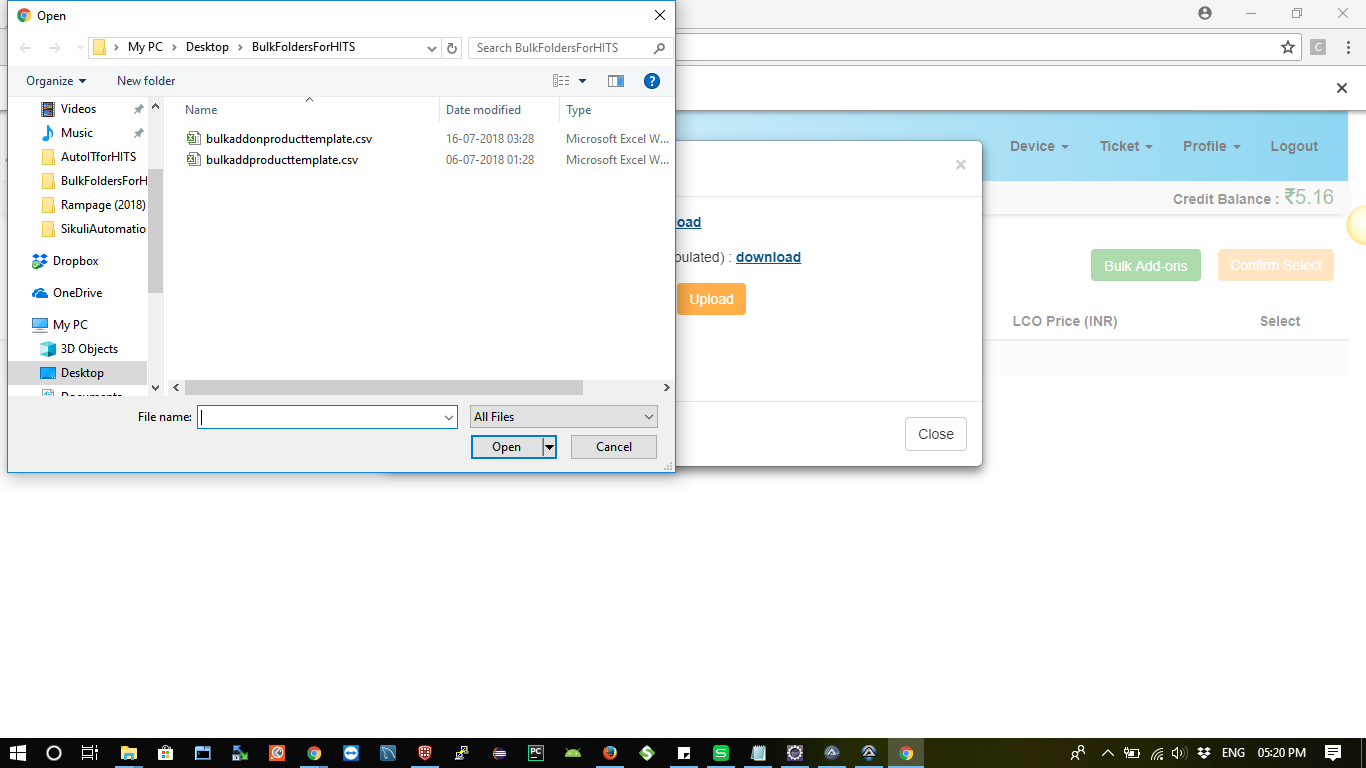 Open
My PC
Desktop
BulkFoldersForHITS
Search BulkFoldersForHITS
Organize
New folder
Videos
Music
AutoITforHITS
BulkFoldersForH
Rampage (2018)
SikuliAutomatio
Dropbox
OneDrive
My PC
3D Objects
Desktop
Name
Date modified
Type
bulkaddonproducttemplate.csv
16-07-2018 03:28
Microsoft Excel W...
bulkaddproducttemplate.csv
06-07-2018 01:28
Microsoft Excel W...
File name:
All Files
Open
Cancel
C
Device
Ticket
Profile
Logout
Credit Balance : ₹5.16
oad
pulated) : download
Upload
Close
Bulk Add-ons
Confirm Select
LCO Price (INR)
Select
PC
S
ENG
05:20 PM